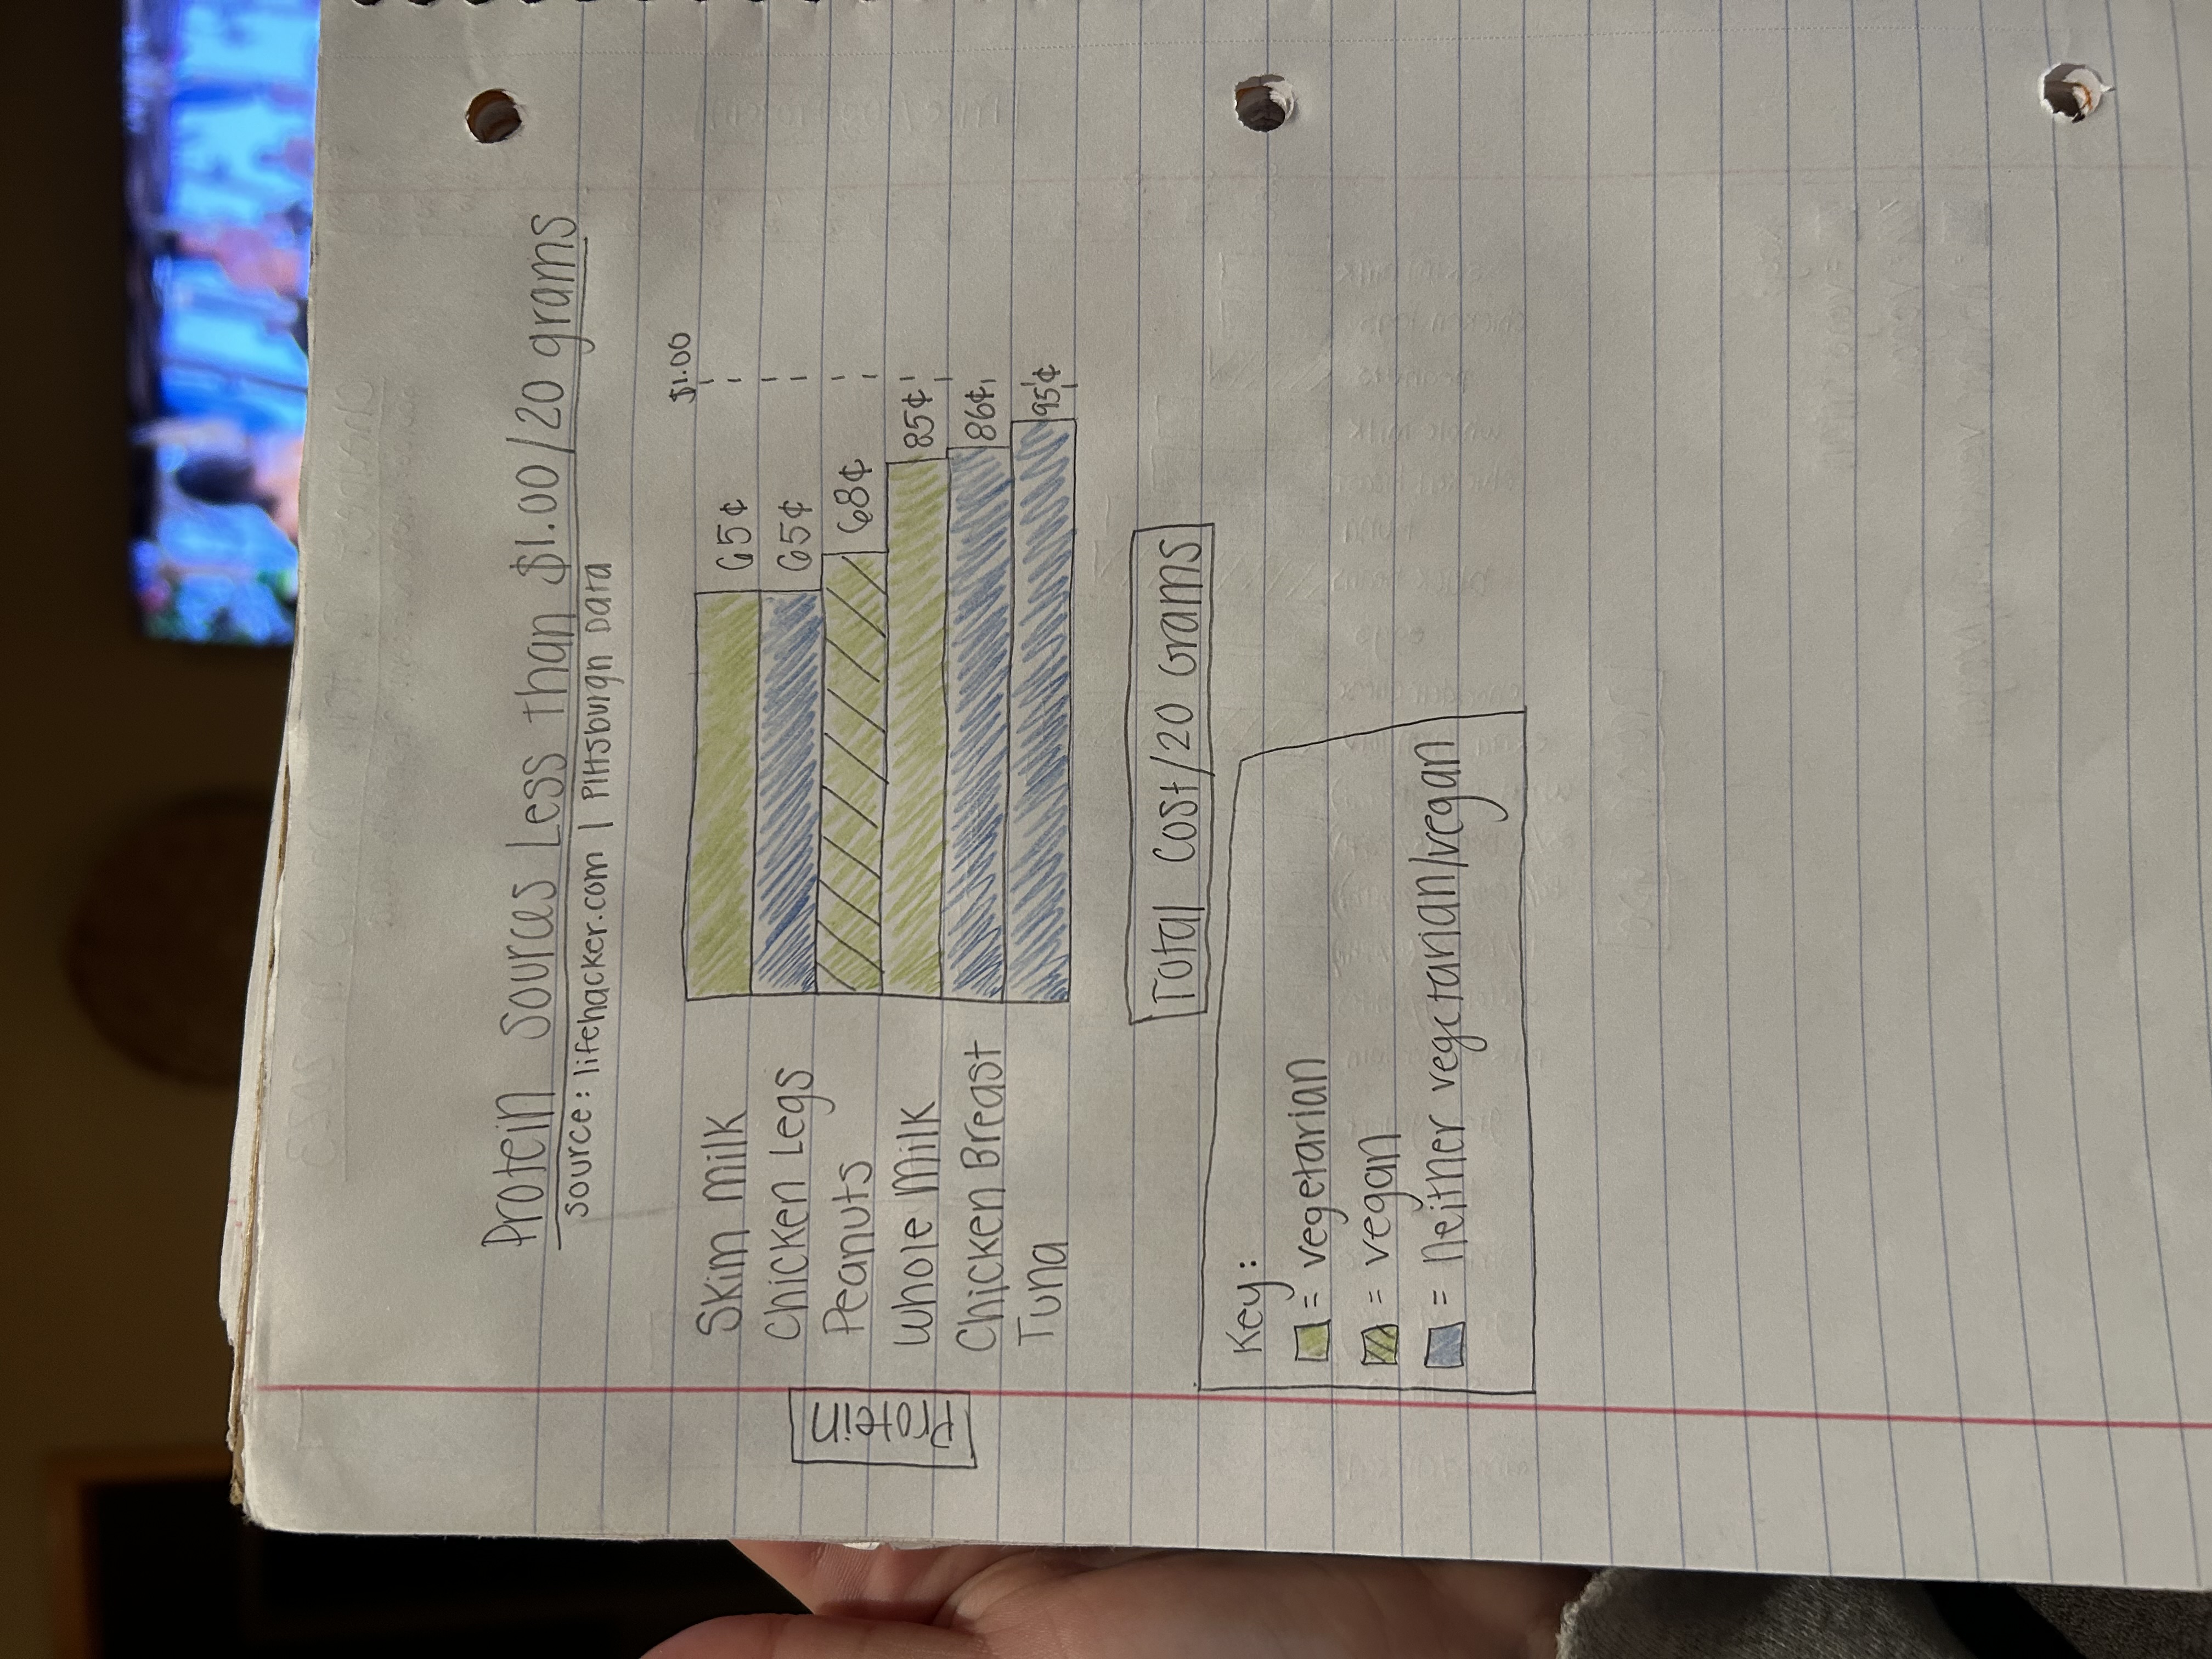 Protein Sources Less than $1.00/20 grams
source: lifehacker.com | Pittsburgh Data
$1.00
Protein
Skim Milk 65¢
Chicken Legs 65¢
Peanuts 68¢
Whole Milk 85¢
Chicken Breast 86¢
Tuna 95¢
Total Cost/20 Grams
Key:
= vegetarian
= vegan
= neither vegetarian/vegan